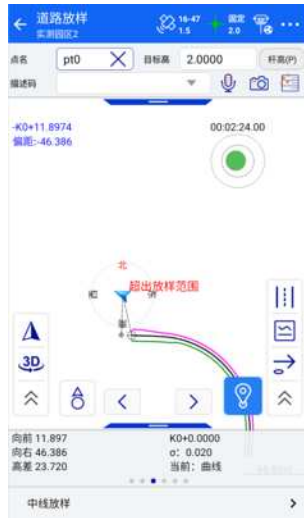 道路放样
实测园区2
16-47
1.5
固定
2.0
点名
pt0
目标高
2.0000
杆高(P)
描述码
-K0+11.8974
偏距:-46.386
00:02:24.00
北
超出放样范围
3D
向前 11.897
K0+0.0000
向右 46.386
σ: 0.020
高差 23.720
当前: 曲线
中线放样